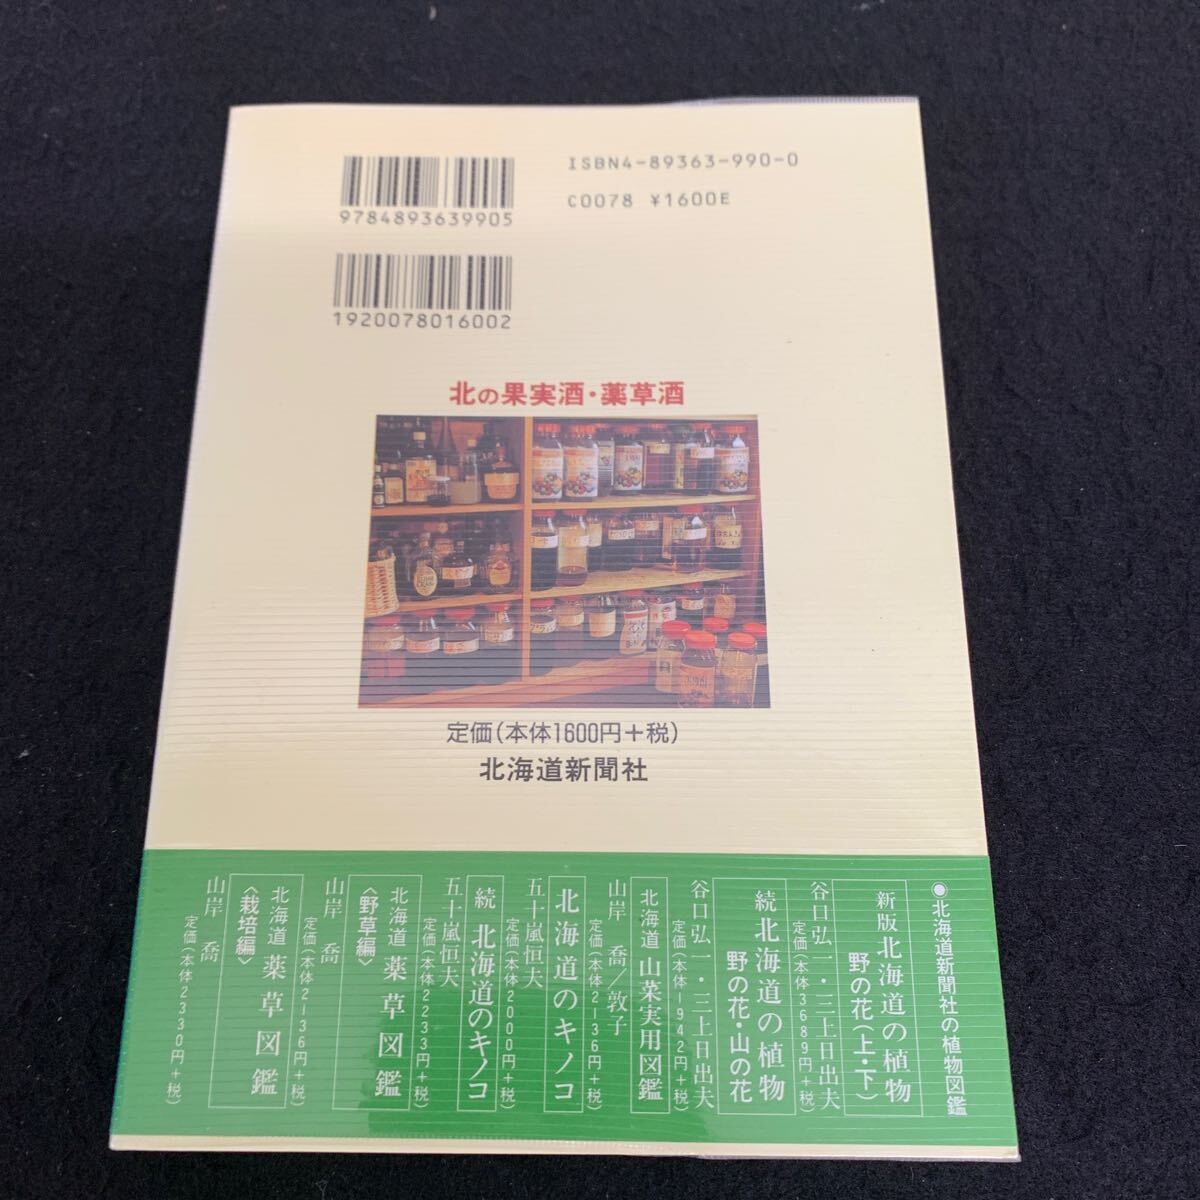 ISBN4-89363-990-0
C0078 ¥1600E
9784893639905
1920078016002
北の果実酒・薬草酒
定価(本体1600円+税)
北海道新聞社
●北海道新聞社の植物図鑑
新版 北海道の植物
野の花(上・下)
谷口弘一・三上日出夫
定価(本体3689円+税)
続 北海道の植物
野の花・山の花
谷口弘一・三上日出夫
定価(本体1942円+税)
北海道 山菜実用図鑑
山岸 喬/敦子
定価(本体2136円+税)
北海道のキノコ
五十嵐恒夫
定価(本体2000円+税)
続 北海道のキノコ
五十嵐恒夫
定価(本体2233円+税)
北海道 薬草図鑑
〈野草編〉
山岸 喬
定価(本体2136円+税)
北海道 薬草図鑑
〈栽培編〉
山岸 喬
定価(本体2330円+税)